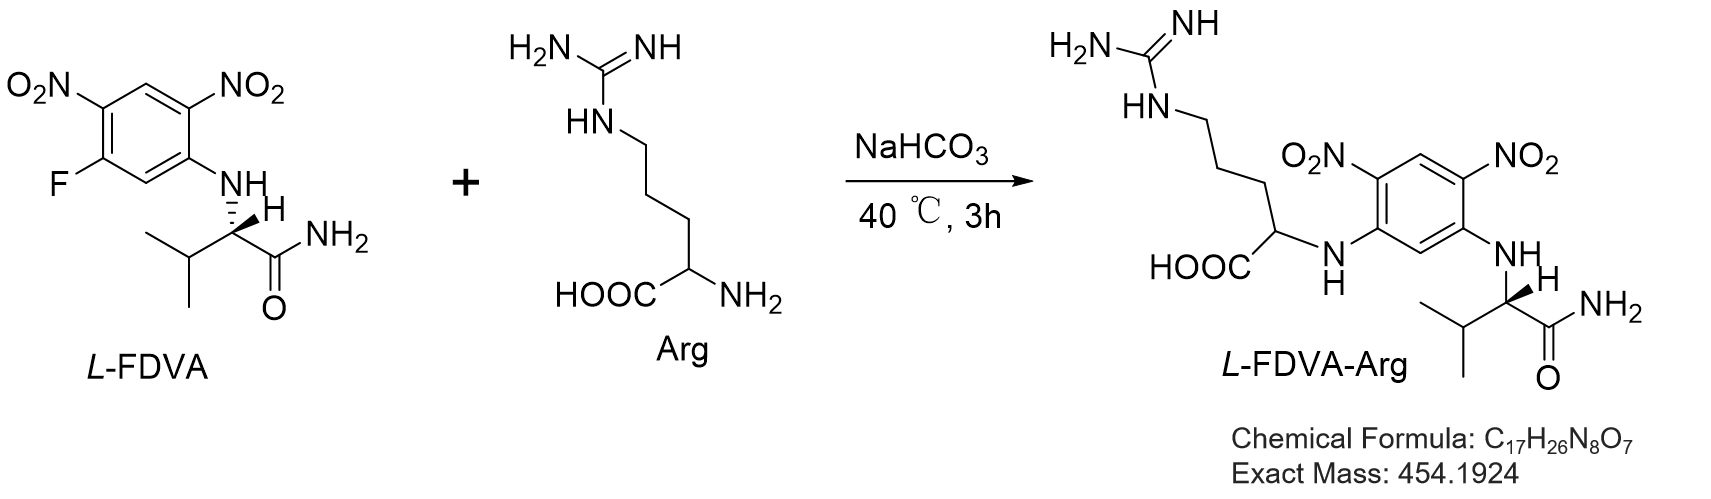 O₂N
NO₂
F
NH
H
NH₂
O
L-FDVA
+
H₂N
NH
HN
HOOC
NH₂
Arg
NaHCO₃
40 ℃, 3h
H₂N
NH
HN
O₂N
NO₂
HOOC
N
H
NH
H
NH₂
O
L-FDVA-Arg
Chemical Formula: C₁₇H₂₆N₈O₇
Exact Mass: 454.1924